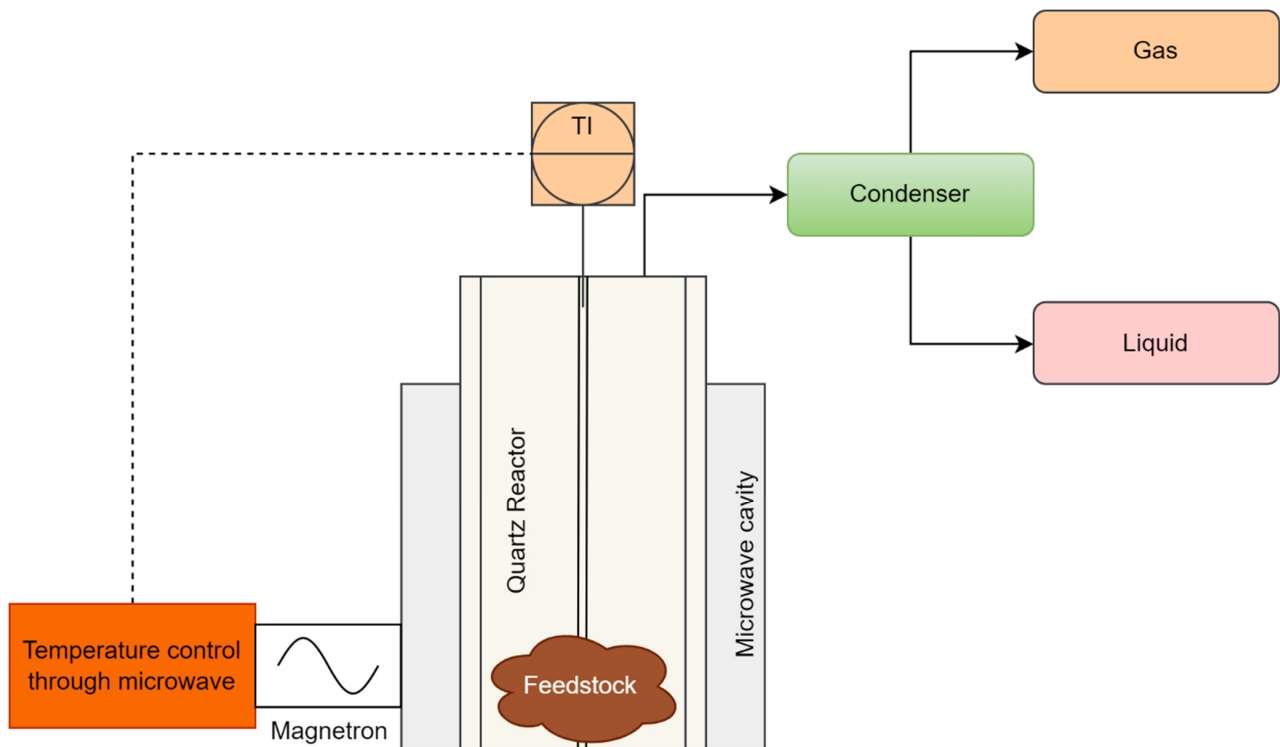 Gas
TI
Condenser
Liquid
Quartz Reactor
Microwave cavity
Temperature control
through microwave
Feedstock
Magnetron